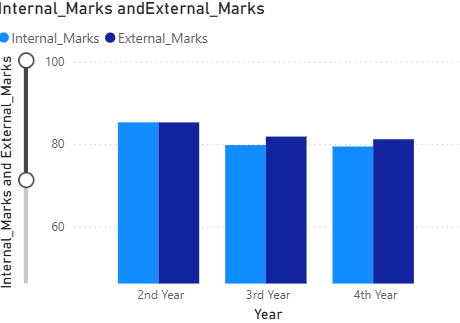 Internal_Marks andExternal_Marks
Internal_Marks External_Marks
Internal_Marks and External_Marks
100
80
60
2nd Year 3rd Year 4th Year
Year